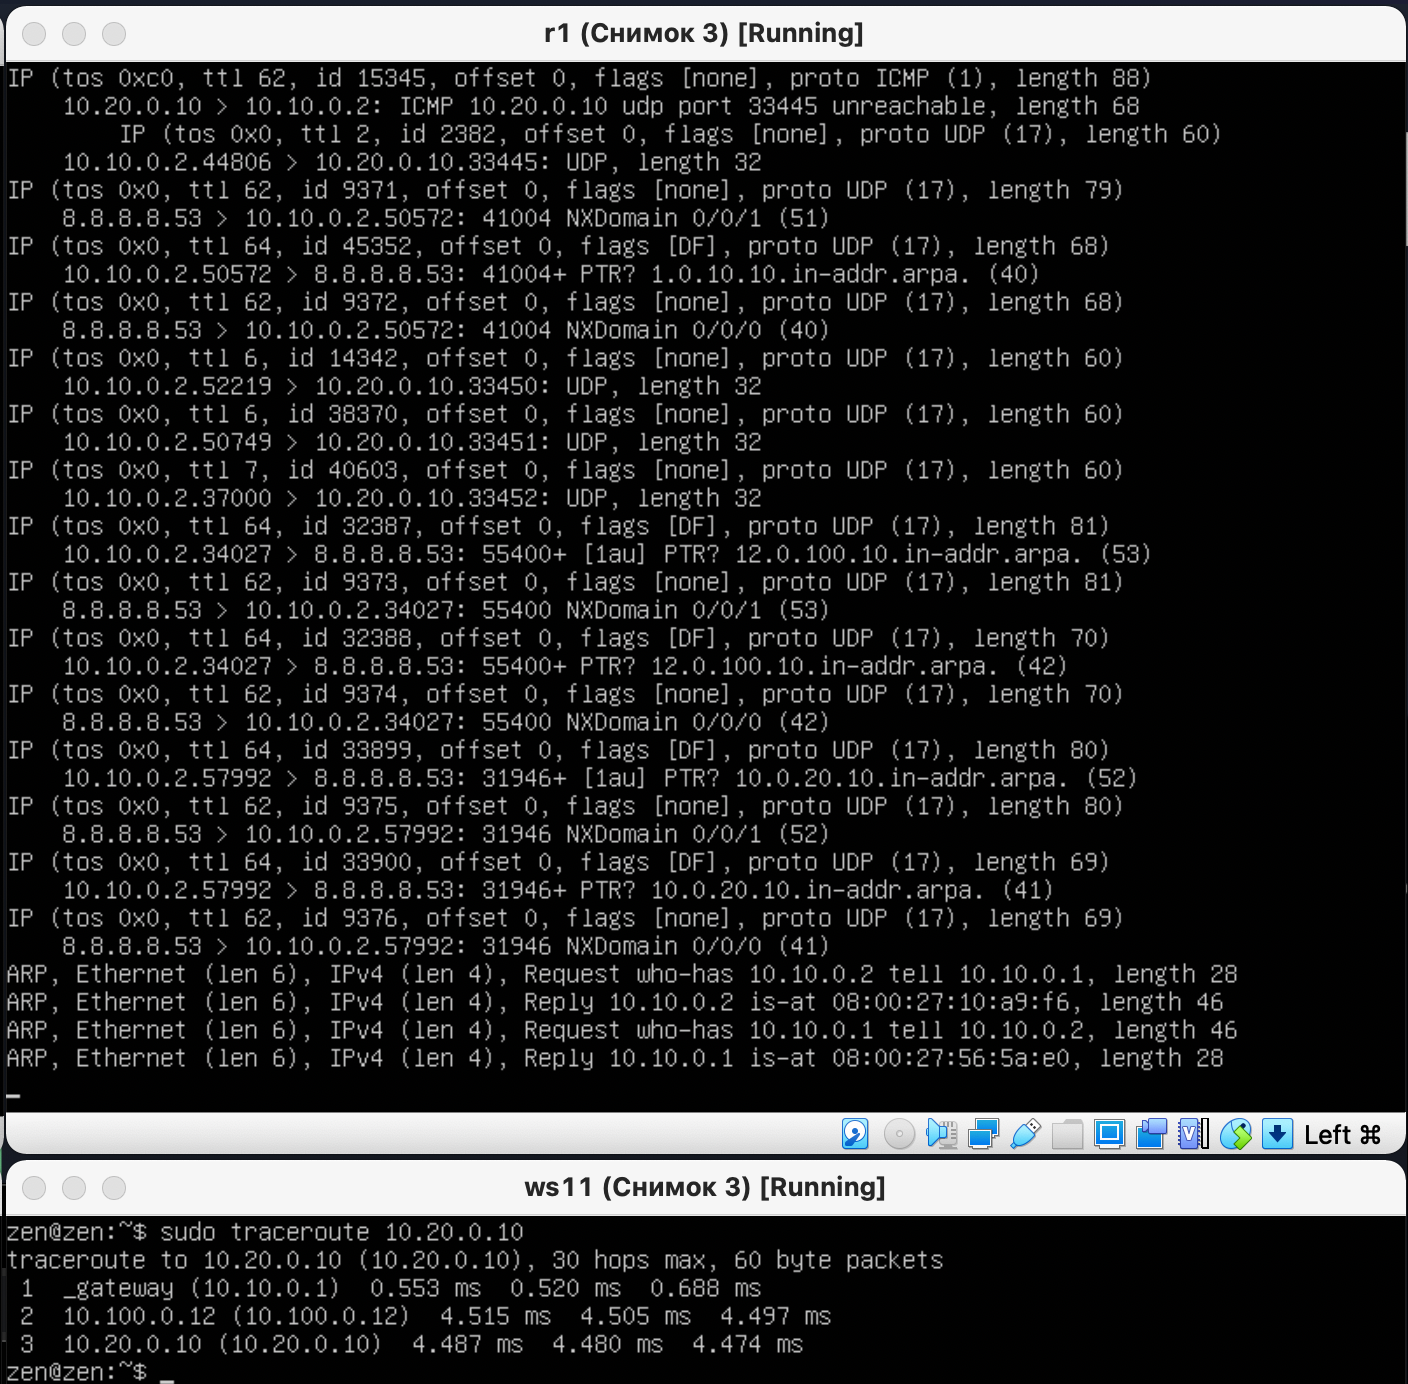 r1 (Снимок 3) [Running]
IP (tos 0xc0, ttl 62, id 15345, offset 0, flags [none], proto ICMP (1), length 88)
    10.20.0.10 > 10.10.0.2: ICMP 10.20.0.10 udp port 33445 unreachable, length 68
        IP (tos 0x0, ttl 2, id 2382, offset 0, flags [none], proto UDP (17), length 60)
    10.10.0.2.44806 > 10.20.0.10.33445: UDP, length 32
IP (tos 0x0, ttl 62, id 9371, offset 0, flags [none], proto UDP (17), length 79)
    8.8.8.8.53 > 10.10.0.2.50572: 41004 NXDomain 0/0/1 (51)
IP (tos 0x0, ttl 64, id 45352, offset 0, flags [DF], proto UDP (17), length 68)
    10.10.0.2.50572 > 8.8.8.8.53: 41004+ PTR? 1.0.10.10.in-addr.arpa. (40)
IP (tos 0x0, ttl 62, id 9372, offset 0, flags [none], proto UDP (17), length 68)
    8.8.8.8.53 > 10.10.0.2.50572: 41004 NXDomain 0/0/0 (40)
IP (tos 0x0, ttl 6, id 14342, offset 0, flags [none], proto UDP (17), length 60)
    10.10.0.2.52219 > 10.20.0.10.33450: UDP, length 32
IP (tos 0x0, ttl 6, id 38370, offset 0, flags [none], proto UDP (17), length 60)
    10.10.0.2.50749 > 10.20.0.10.33451: UDP, length 32
IP (tos 0x0, ttl 7, id 40603, offset 0, flags [none], proto UDP (17), length 60)
    10.10.0.2.37000 > 10.20.0.10.33452: UDP, length 32
IP (tos 0x0, ttl 64, id 32387, offset 0, flags [DF], proto UDP (17), length 81)
    10.10.0.2.34027 > 8.8.8.8.53: 55400+ [1au] PTR? 12.0.100.10.in-addr.arpa. (53)
IP (tos 0x0, ttl 62, id 9373, offset 0, flags [none], proto UDP (17), length 81)
    8.8.8.8.53 > 10.10.0.2.34027: 55400 NXDomain 0/0/1 (53)
IP (tos 0x0, ttl 64, id 32388, offset 0, flags [DF], proto UDP (17), length 70)
    10.10.0.2.34027 > 8.8.8.8.53: 55400+ PTR? 12.0.100.10.in-addr.arpa. (42)
IP (tos 0x0, ttl 62, id 9374, offset 0, flags [none], proto UDP (17), length 70)
    8.8.8.8.53 > 10.10.0.2.34027: 55400 NXDomain 0/0/0 (42)
IP (tos 0x0, ttl 64, id 33899, offset 0, flags [DF], proto UDP (17), length 80)
    10.10.0.2.57992 > 8.8.8.8.53: 31946+ [1au] PTR? 10.0.20.10.in-addr.arpa. (52)
IP (tos 0x0, ttl 62, id 9375, offset 0, flags [none], proto UDP (17), length 80)
    8.8.8.8.53 > 10.10.0.2.57992: 31946 NXDomain 0/0/1 (52)
IP (tos 0x0, ttl 64, id 33900, offset 0, flags [DF], proto UDP (17), length 69)
    10.10.0.2.57992 > 8.8.8.8.53: 31946+ PTR? 10.0.20.10.in-addr.arpa. (41)
IP (tos 0x0, ttl 62, id 9376, offset 0, flags [none], proto UDP (17), length 69)
    8.8.8.8.53 > 10.10.0.2.57992: 31946 NXDomain 0/0/0 (41)
ARP, Ethernet (len 6), IPv4 (len 4), Request who-has 10.10.0.2 tell 10.10.0.1, length 28
ARP, Ethernet (len 6), IPv4 (len 4), Reply 10.10.0.2 is-at 08:00:27:10:a9:f6, length 46
ARP, Ethernet (len 6), IPv4 (len 4), Request who-has 10.10.0.1 tell 10.10.0.2, length 46
ARP, Ethernet (len 6), IPv4 (len 4), Reply 10.10.0.1 is-at 08:00:27:56:5a:e0, length 28
Left ⌘
ws11 (Снимок 3) [Running]
zen@zen:~$ sudo traceroute 10.20.0.10
traceroute to 10.20.0.10 (10.20.0.10), 30 hops max, 60 byte packets
 1  _gateway (10.10.0.1)  0.553 ms  0.520 ms  0.688 ms
 2  10.100.0.12 (10.100.0.12)  4.515 ms  4.505 ms  4.497 ms
 3  10.20.0.10 (10.20.0.10)  4.487 ms  4.480 ms  4.474 ms
zen@zen:~$ _